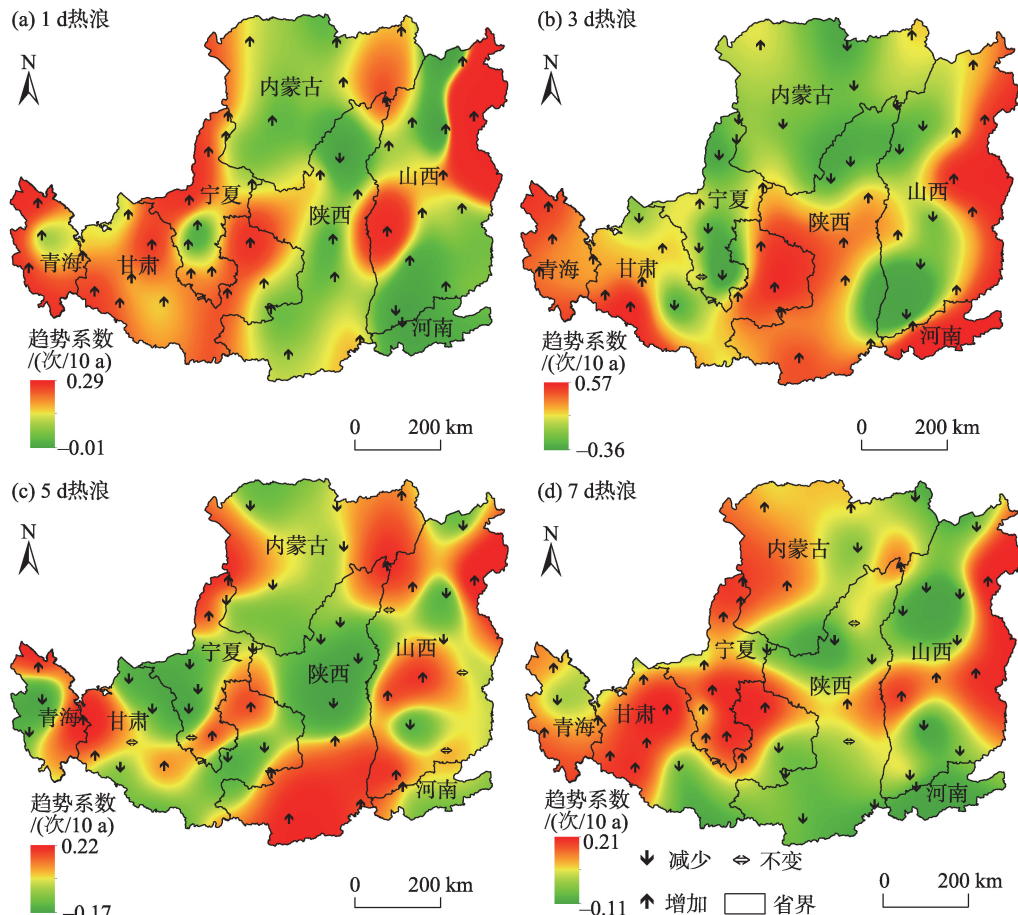 (a) 1 d热浪
N
内蒙古
宁夏
山西
陕西
青海
甘肃
河南
趋势系数
/(次/10 a)
0.29
–0.01
0 200 km
(b) 3 d热浪
N
内蒙古
宁夏
山西
陕西
青海
甘肃
河南
趋势系数
/(次/10 a)
0.57
–0.36
0 200 km
(c) 5 d热浪
N
内蒙古
宁夏
山西
陕西
青海
甘肃
河南
趋势系数
/(次/10 a)
0.22
–0.17
0 200 km
(d) 7 d热浪
N
内蒙古
宁夏
山西
陕西
青海
甘肃
河南
趋势系数
/(次/10 a)
0.21
–0.11
减少 不变
增加 省界
0 200 km